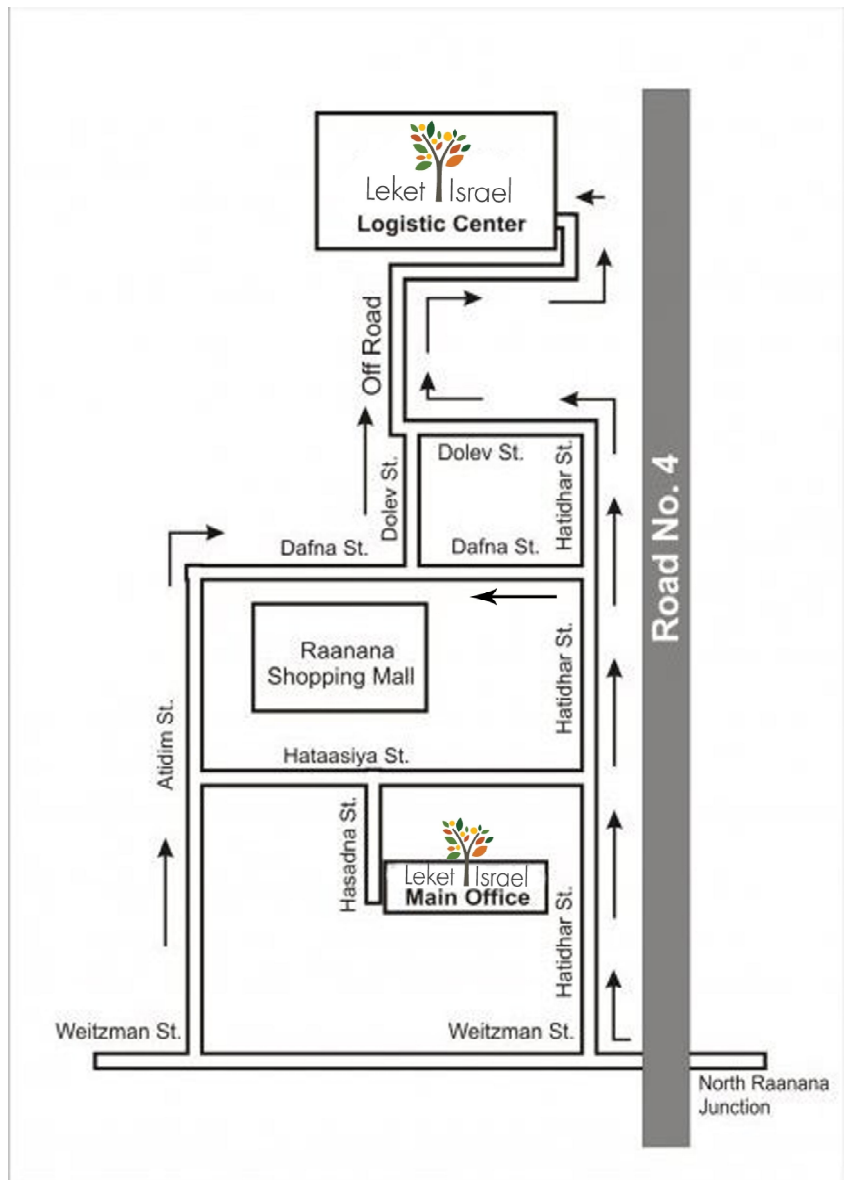 Leket Israel
Logistic Center
Off Road
Dolev St.
Dolev St.
Hatidhar St.
Road No. 4
Dafna St.
Dafna St.
Raanana
Shopping Mall
Hatidhar St.
Atidim St.
Hataasiya St.
Hasadna St.
Leket Israel
Main Office
Hatidhar St.
Weitzman St.
Weitzman St.
North Raanana
Junction